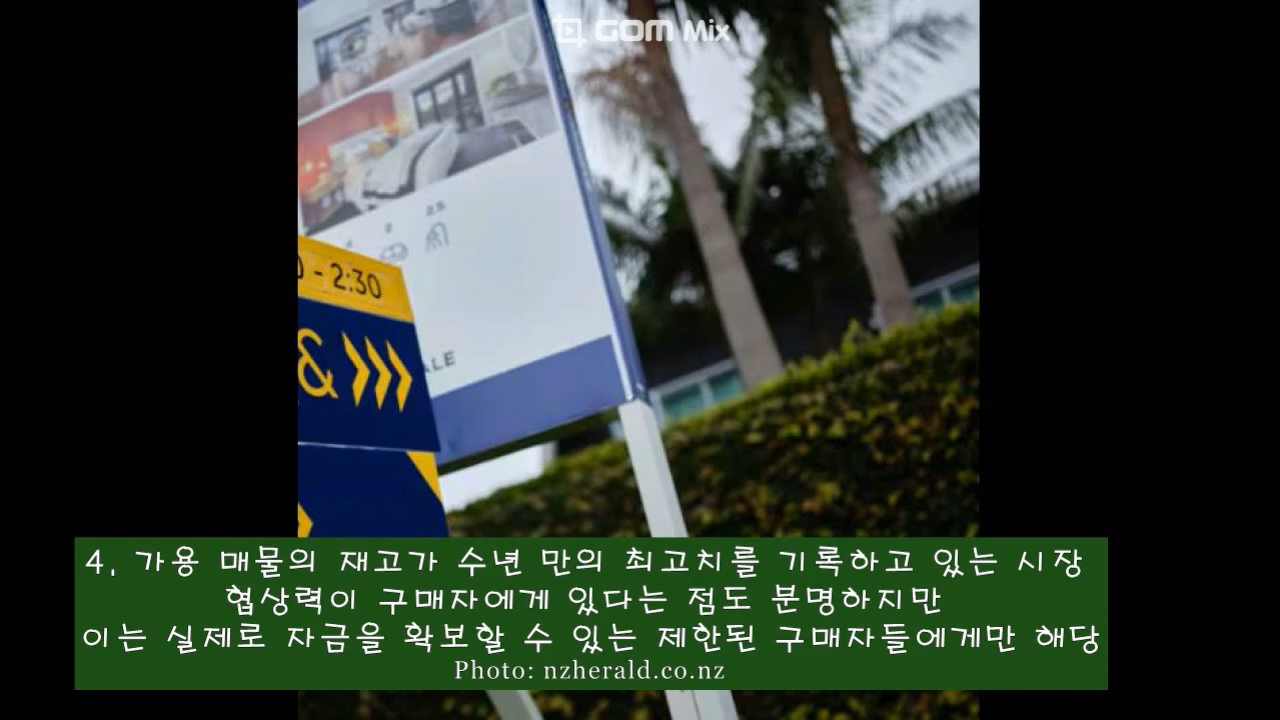 GOM Mix
2 2.5
- 2:30
&
ALE
4. 가용 매물의 재고가 수년 만의 최고치를 기록하고 있는 시장
협상력이 구매자에게 있다는 점도 분명하지만
이는 실제로 자금을 확보할 수 있는 제한된 구매자들에게만 해당
Photo: nzherald.co.nz